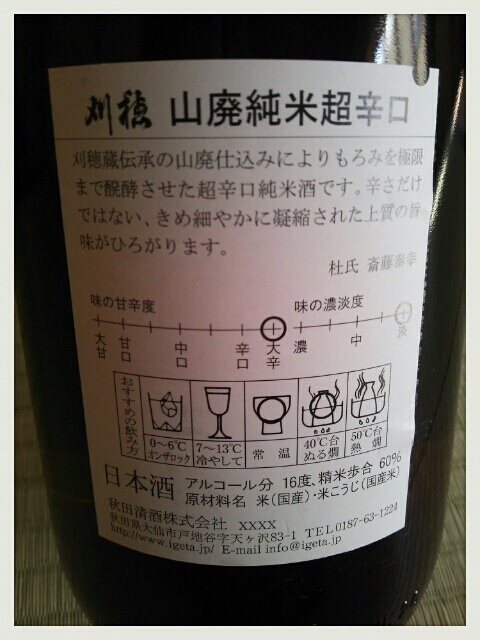 刈穂 山廃純米超辛口
刈穂蔵伝承の山廃仕込みによりもろみを極限
まで醗酵させた超辛口純米酒です。辛さだけ
ではない、きめ細やかに凝縮された上質の旨
味がひろがります。
杜氏 斎藤泰幸
味の甘辛度
大甘 甘口 中口 辛口 大辛
味の濃淡度
濃 中 淡
おすすめの飲み方
0〜6℃ オンザロック
7〜13℃ 冷やして
常温
40℃台 ぬる燗
50℃台 熱燗
日本酒 アルコール分 16度、精米歩合 60%
原材料名 米(国産)・米こうじ(国産米)
秋田清酒株式会社 XXXX
秋田県大仙市戸地谷字天ヶ沢83-1 TEL0187-63-1224
http://www.igeta.jp/ E-mail info@igeta.jp